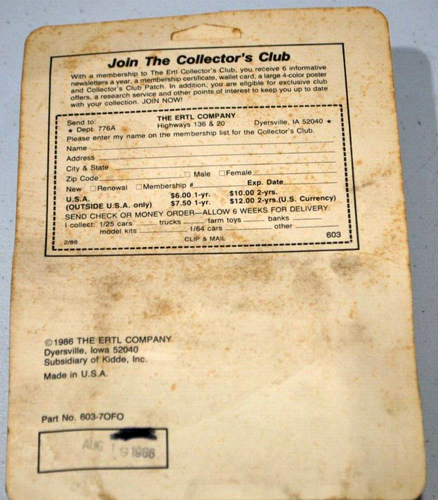 Join The Collector's Club
With a membership to The Ertl Collector's Club, you receive 6 informative
newsletters a year, a membership certificate, wallet card, a large 4-color poster
and Collector's Club Patch. In addition, you are eligible for exclusive club
offers, a research service and other points of interest to keep you up to date
with your collection. JOIN NOW!
Send to: THE ERTL COMPANY
★ Dept. 776A Highways 136 & 20 Dyersville, IA 52040 ★
Please enter my name on the membership list for the Collector's Club.
Name
Address
City & State
Zip Code □ Male □ Female
New □ Renewal □ Membership # Exp. Date
U.S.A. $6.00 1-yr. $10.00 2-yrs.
(OUTSIDE U.S.A. only) $7.50 1-yr. $12.00 2-yrs. (U.S. Currency)
SEND CHECK OR MONEY ORDER—ALLOW 6 WEEKS FOR DELIVERY
I collect: 1/25 cars trucks farm toys banks
model kits 1/64 cars other
2/86 CLIP & MAIL 603
©1986 THE ERTL COMPANY
Dyersville, Iowa 52040
Subsidiary of Kidde, Inc.
Made in U.S.A.
Part No. 603-7OFO
AUG 19 1986